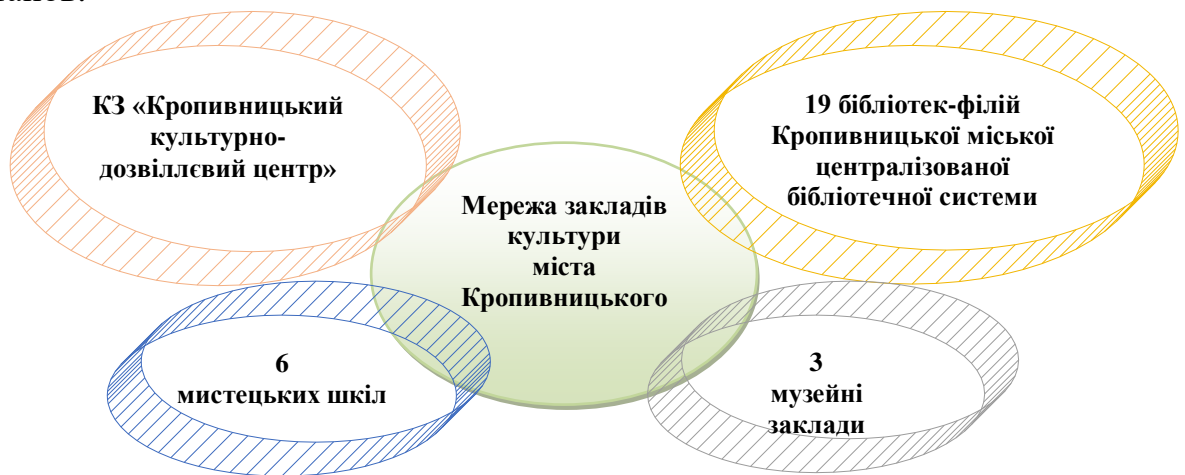 КЗ «Кропивницький
культурно-
дозвіллєвий центр»
19 бібліотек-філій
Кропивницької міської
централізованої
бібліотечної системи
Мережа закладів
культури
міста
Кропивницького
6
мистецьких шкіл
3
музейні
заклади